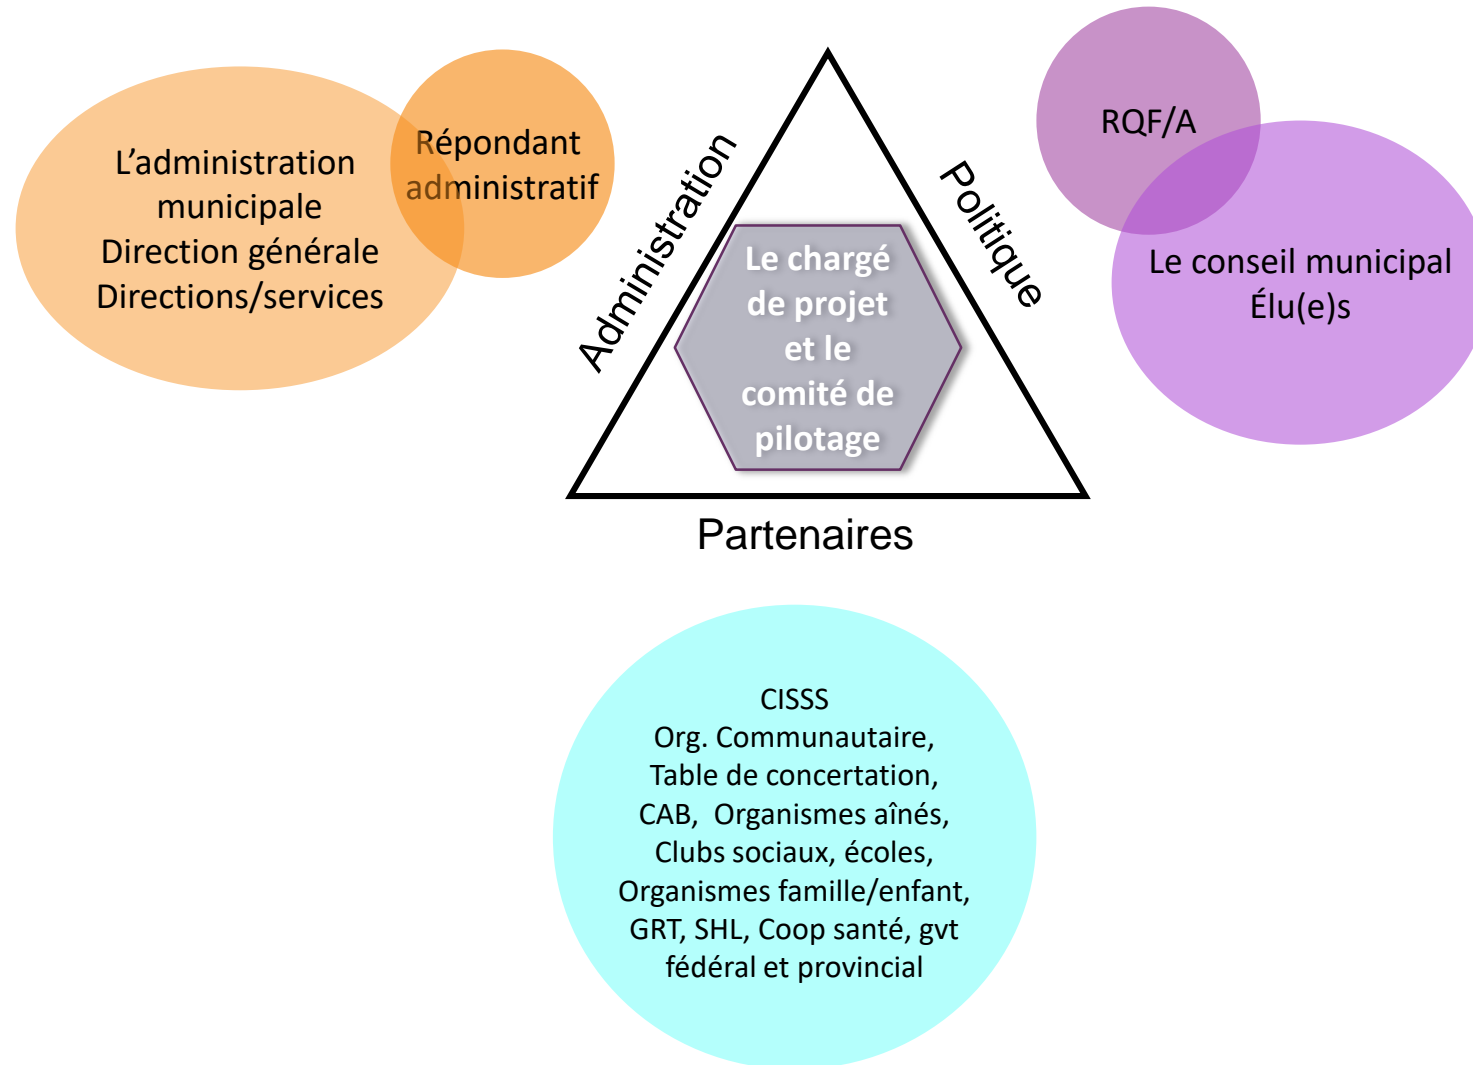 L’administration
municipale
Direction générale
Directions/services
Répondant
administratif
Administration
Politique
Le chargé
de projet
et le
comité de
pilotage
Partenaires
RQF/A
Le conseil municipal
Élu(e)s
CISSS
Org. Communautaire,
Table de concertation,
CAB,  Organismes aînés,
Clubs sociaux, écoles,
Organismes famille/enfant,
GRT, SHL, Coop santé, gvt
fédéral et provincial